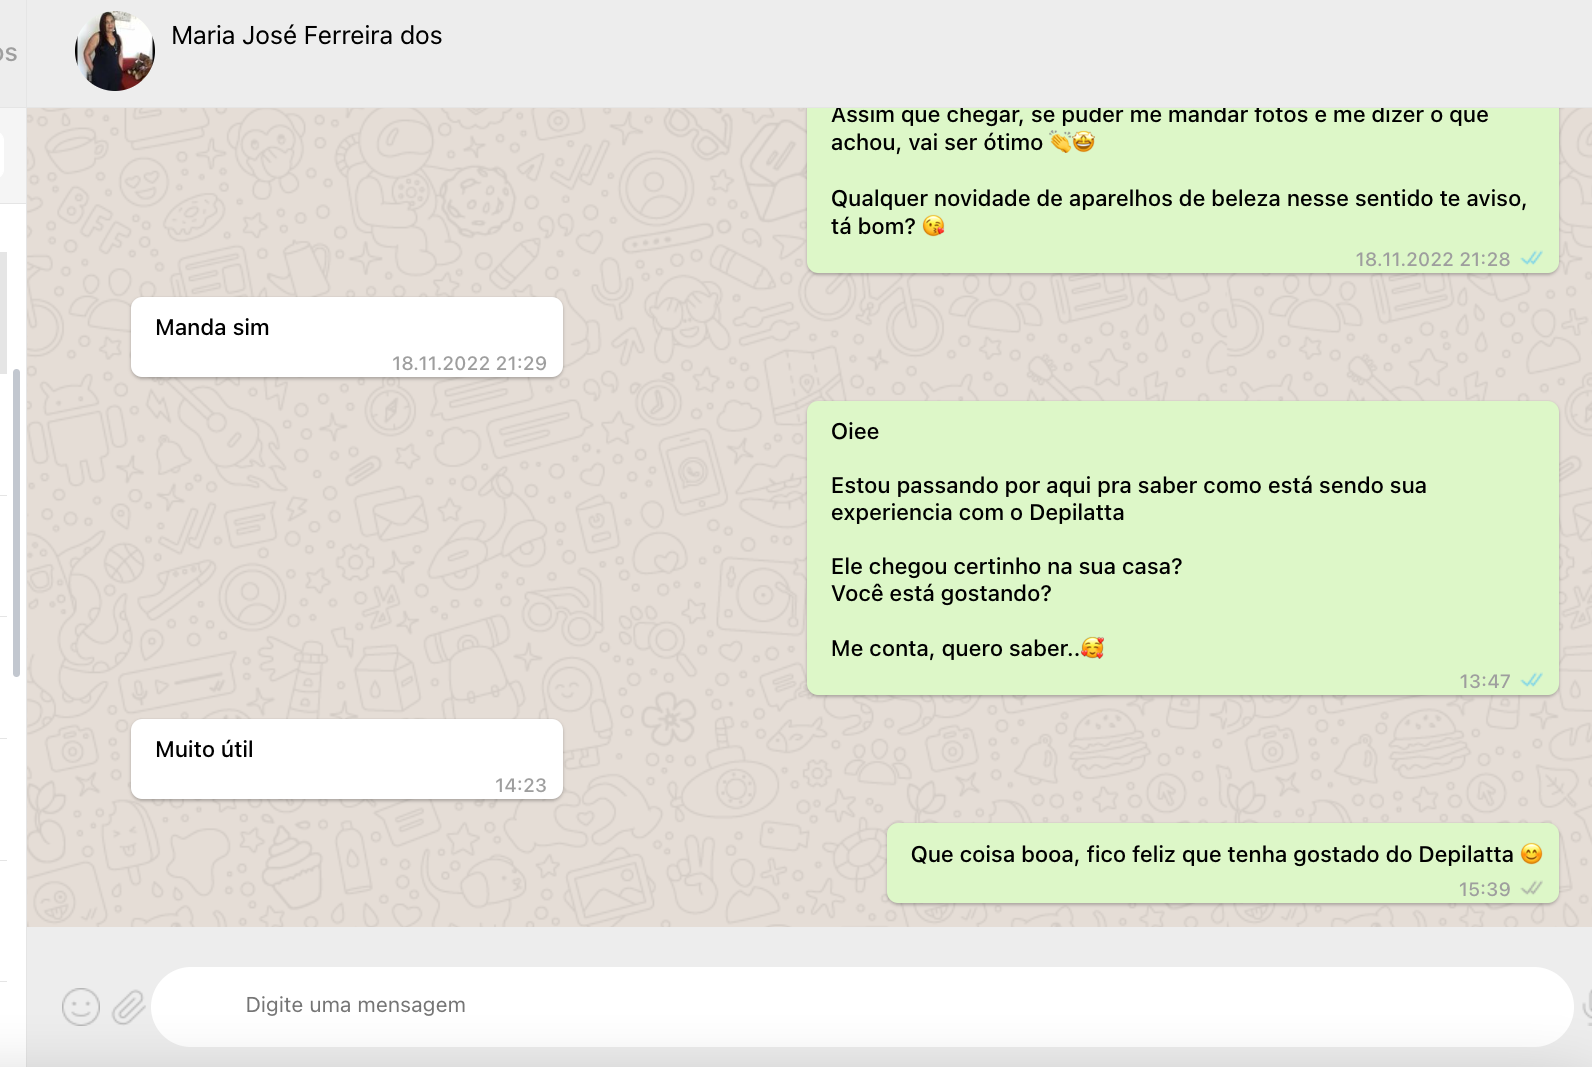 os
Maria José Ferreira dos
Assim que chegar, se puder me mandar fotos e me dizer o que
achou, vai ser ótimo 👏🤩
Qualquer novidade de aparelhos de beleza nesse sentido te aviso,
tá bom? 😘
18.11.2022 21:28
Manda sim
18.11.2022 21:29
Oiee
Estou passando por aqui pra saber como está sendo sua
experiencia com o Depilatta
Ele chegou certinho na sua casa?
Você está gostando?
Me conta, quero saber..🥰
13:47
Muito útil
14:23
Que coisa booa, fico feliz que tenha gostado do Depilatta 😊
15:39
Digite uma mensagem